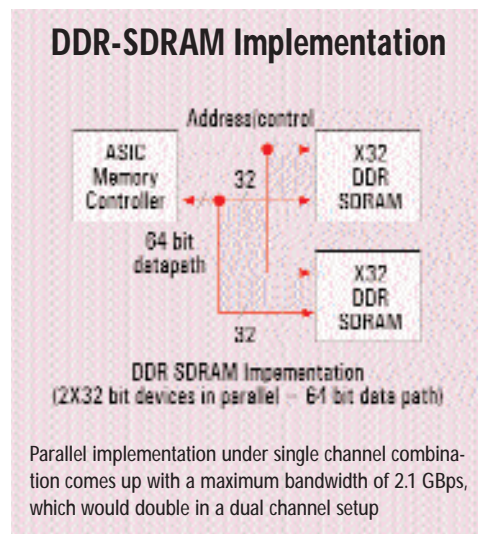 DDR-SDRAM Implementation
Address/control
ASIC
Memory
Controller
32
X32
DDR
SDRAM
64 bit
datapath
X32
DDR
SDRAM
32
DDR SDRAM Impementation
(2X32 bit devices in parallel – 64 bit data path)
Parallel implementation under single channel combina-
tion comes up with a maximum bandwidth of 2.1 GBps,
which would double in a dual channel setup